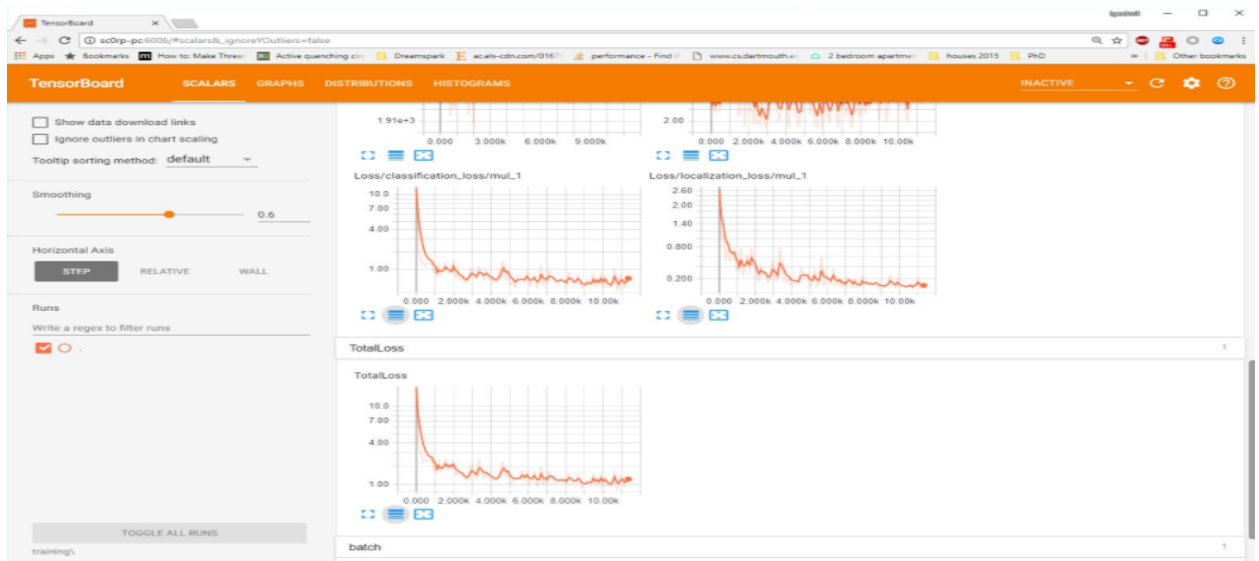 TensorBoard
sc0rp-pc:6006/#scalars&_ignoreYOutliers=false
Apps Bookmarks How to: Make Three Active quenching circ Dreamspark ac.els-cdn.com/0167 performance - Find www.cs.dartmouth.e 2 bedroom apartmen houses 2015 PhD » Other bookmarks
TensorBoard SCALARS GRAPHS DISTRIBUTIONS HISTOGRAMS INACTIVE
Show data download links
Ignore outliers in chart scaling
Tooltip sorting method: default
Smoothing
0.6
Horizontal Axis
STEP RELATIVE WALL
Runs
Write a regex to filter runs
.
TOGGLE ALL RUNS
training\
1.91e+3
0.000 3.000k 6.000k 9.000k
2.00
0.000 2.000k 4.000k 6.000k 8.000k 10.00k
Loss/classification_loss/mul_1
10.0
7.00
4.00
1.00
0.000 2.000k 4.000k 6.000k 8.000k 10.00k
Loss/localization_loss/mul_1
2.60
2.00
1.40
0.800
0.200
0.000 2.000k 4.000k 6.000k 8.000k 10.00k
TotalLoss 1
TotalLoss
10.0
7.00
4.00
1.00
0.000 2.000k 4.000k 6.000k 8.000k 10.00k
batch 1